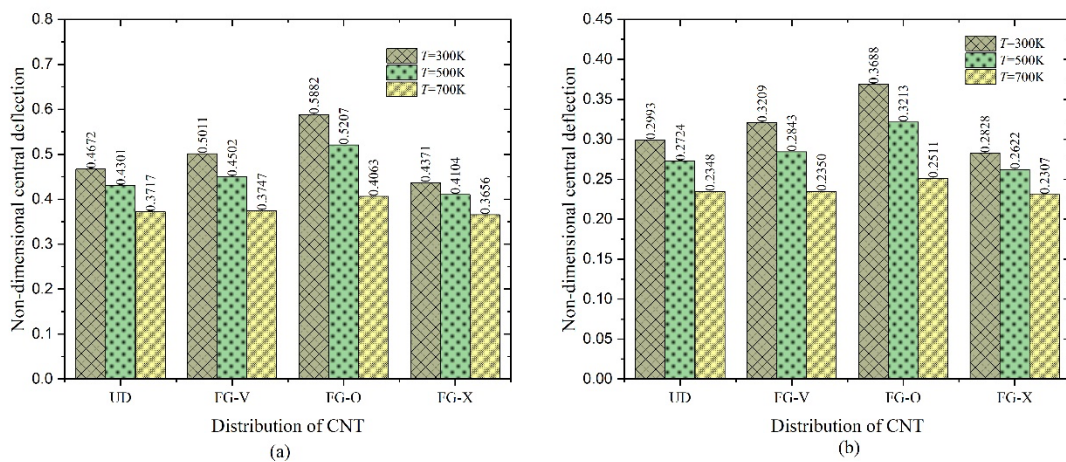 0.8
0.7
0.6
0.5
0.4
0.3
0.2
0.1
0.0
Non-dimensional central deflection
T=300K
T=500K
T=700K
0.4672
0.4301
0.3717
0.5011
0.4502
0.3747
0.5882
0.5207
0.4063
0.4371
0.4104
0.3656
UD
FG-V
FG-O
FG-X
Distribution of CNT
(a)
0.45
0.40
0.35
0.30
0.25
0.20
0.15
0.10
0.05
0.00
Non-dimensional central deflection
T=300K
T=500K
T=700K
0.2993
0.2724
0.2348
0.3209
0.2843
0.2350
0.3688
0.3213
0.2511
0.2828
0.2622
0.2307
UD
FG-V
FG-O
FG-X
Distribution of CNT
(b)